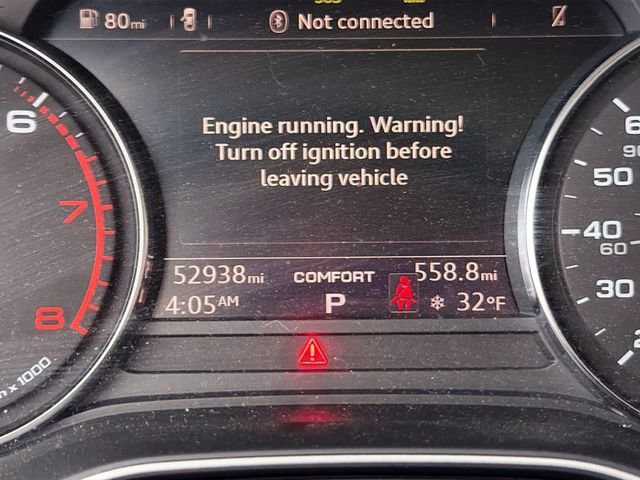 80mi
Not connected
Engine running. Warning!
Turn off ignition before
leaving vehicle
52938mi COMFORT 558.8mi
4:05AM P 32°F
6
7
8
x 1000
50
40
60
30